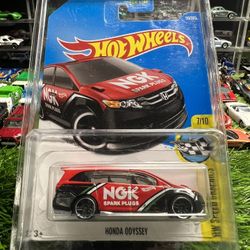 HOT WHEELS
NGK
SPARK PLUGS
7/10
NGK
SPARK PLUGS
HONDA ODYSSEY